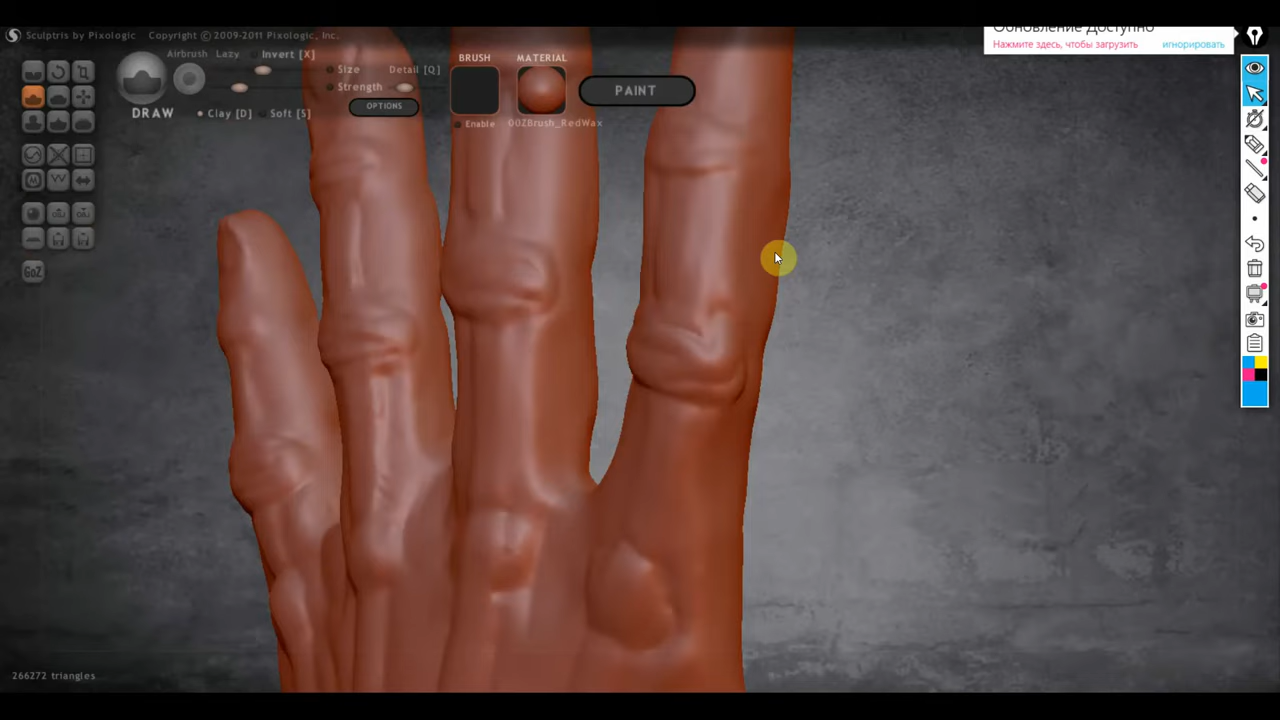 Sculptris by Pixologic Copyright © 2009-2011 Pixologic, Inc.
Обновление Доступно
Нажмите здесь, чтобы загрузить игнорировать
Airbrush Lazy Invert [X]
BRUSH MATERIAL
Size Detail [Q]
Strength
PAINT
OPTIONS
DRAW Clay [D] Soft [S]
Enable 00ZBrush_RedWax
GoZ
266272 triangles